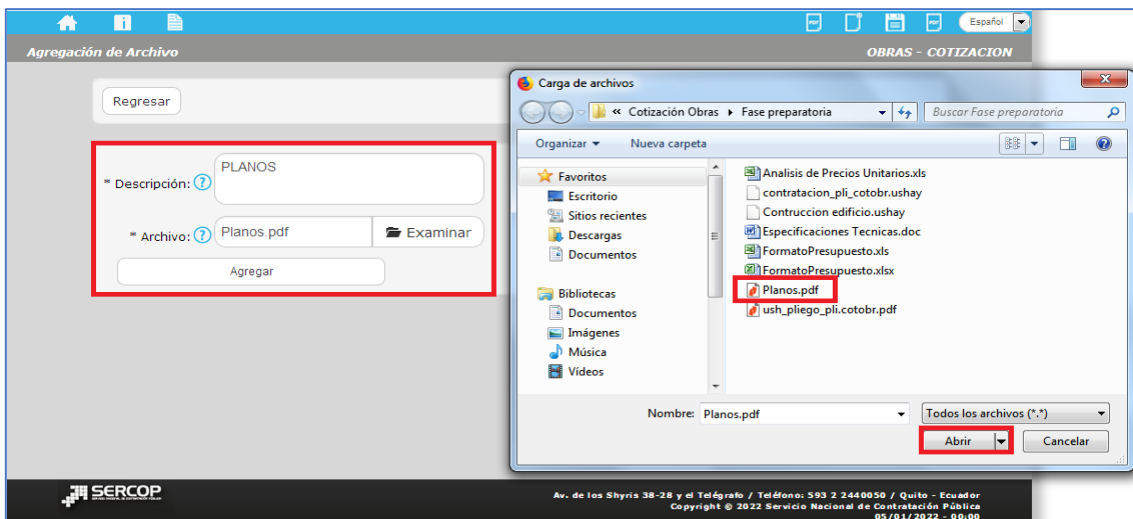 Español
Agregación de Archivo
OBRAS - COTIZACION
Regresar
* Descripción: ?
PLANOS
* Archivo: ?
Planos.pdf
Examinar
Agregar
Carga de archivos
« Cotización Obras
Fase preparatoria
Buscar Fase preparatoria
Organizar
Nueva carpeta
Favoritos
Escritorio
Sitios recientes
Descargas
Documentos
Bibliotecas
Documentos
Imágenes
Música
Vídeos
Analisis de Precios Unitarios.xls
contratacion_pli_cotobr.ushay
Contruccion edificio.ushay
Especificaciones Tecnicas.doc
FormatoPresupuesto.xls
FormatoPresupuesto.xlsx
Planos.pdf
ush_pliego_pli.cotobr.pdf
Nombre: Planos.pdf
Todos los archivos (*.*)
Abrir
Cancelar
SERCOP
Av. de los Shyris 38-28 y el Telégrafo / Teléfono: 593 2 2440050 / Quito - Ecuador
Copyright © 2022 Servicio Nacional de Contratación Pública
05/01/2022 - 00:00